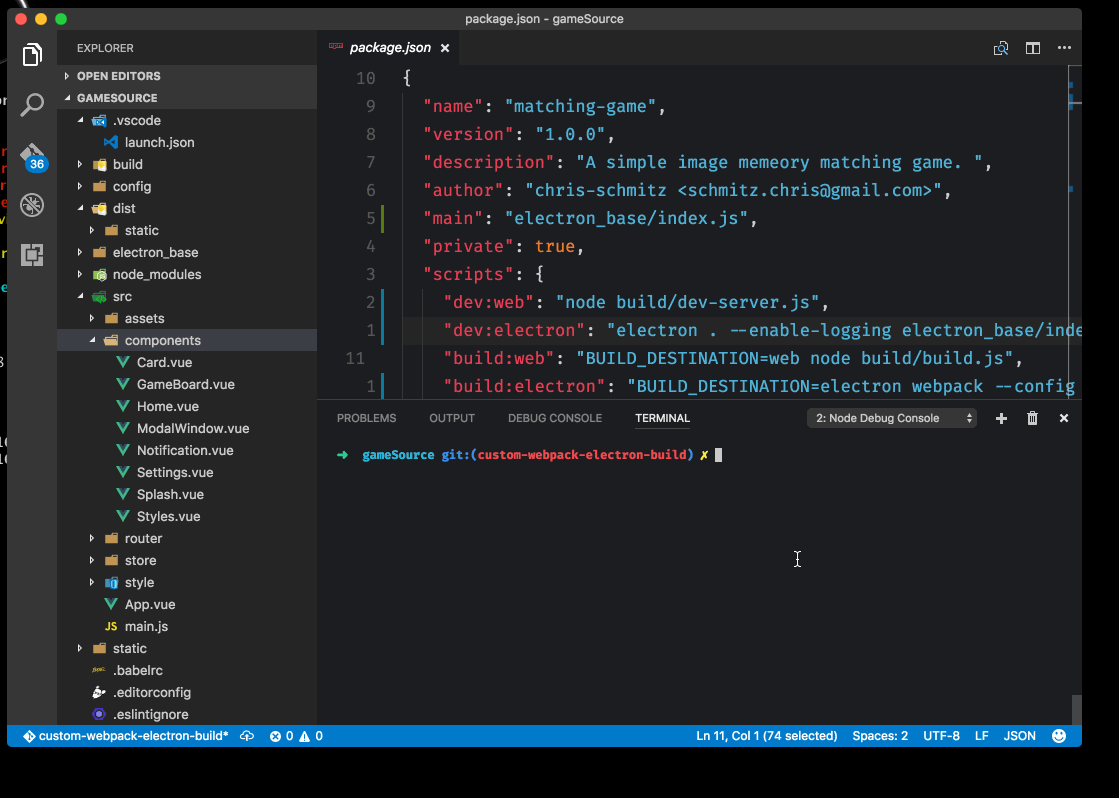 package.json - gameSource
EXPLORER
OPEN EDITORS
GAMESOURCE
.vscode
launch.json
build
config
dist
static
electron_base
node_modules
src
assets
components
Card.vue
GameBoard.vue
Home.vue
ModalWindow.vue
Notification.vue
Settings.vue
Splash.vue
Styles.vue
router
store
style
App.vue
JS main.js
static
.babelrc
.editorconfig
.eslintignore
36
package.json ×
10 {
9 "name": "matching-game",
8 "version": "1.0.0",
7 "description": "A simple image memeory matching game. ",
6 "author": "chris-schmitz <schmitz.chris@gmail.com>",
5 "main": "electron_base/index.js",
4 "private": true,
3 "scripts": {
2 "dev:web": "node build/dev-server.js",
1 "dev:electron": "electron . --enable-logging electron_base/inde
11 "build:web": "BUILD_DESTINATION=web node build/build.js",
1 "build:electron": "BUILD_DESTINATION=electron webpack --config
PROBLEMS OUTPUT DEBUG CONSOLE TERMINAL 2: Node Debug Console
➜ gameSource git:(custom-webpack-electron-build) ✗
custom-webpack-electron-build* 0 0 Ln 11, Col 1 (74 selected) Spaces: 2 UTF-8 LF JSON